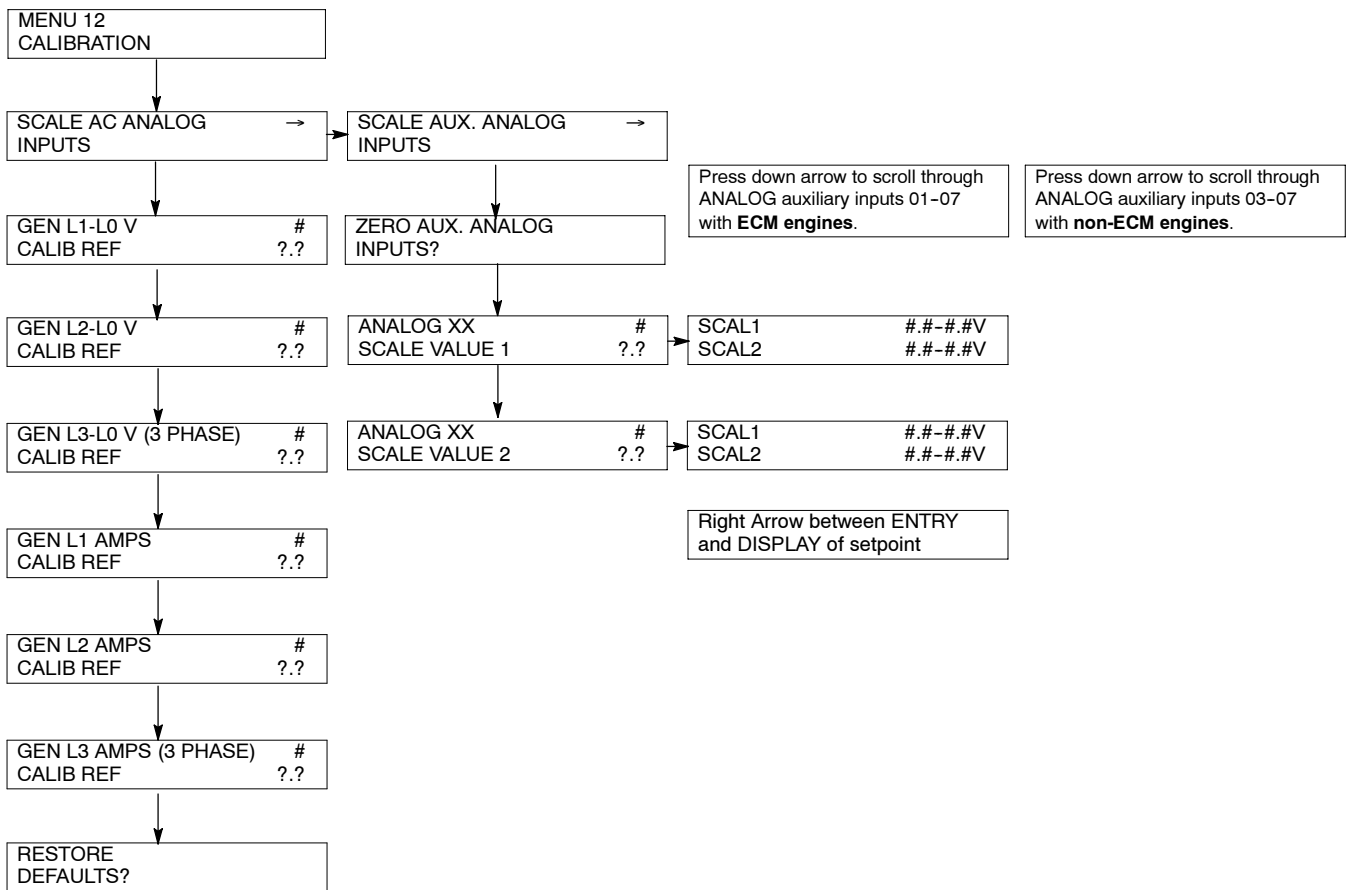 MENU 12
CALIBRATION
SCALE AC ANALOG →
INPUTS
SCALE AUX. ANALOG →
INPUTS
Press down arrow to scroll through
ANALOG auxiliary inputs 01-07
with ECM engines.
Press down arrow to scroll through
ANALOG auxiliary inputs 03-07
with non-ECM engines.
GEN L1-L0 V #
CALIB REF ?.?
ZERO AUX. ANALOG
INPUTS?
GEN L2-L0 V #
CALIB REF ?.?
ANALOG XX #
SCALE VALUE 1 ?.?
SCAL1 #.#-#.#V
SCAL2 #.#-#.#V
GEN L3-L0 V (3 PHASE) #
CALIB REF ?.?
ANALOG XX #
SCALE VALUE 2 ?.?
SCAL1 #.#-#.#V
SCAL2 #.#-#.#V
GEN L1 AMPS #
CALIB REF ?.?
Right Arrow between ENTRY
and DISPLAY of setpoint
GEN L2 AMPS #
CALIB REF ?.?
GEN L3 AMPS (3 PHASE) #
CALIB REF ?.?
RESTORE
DEFAULTS?